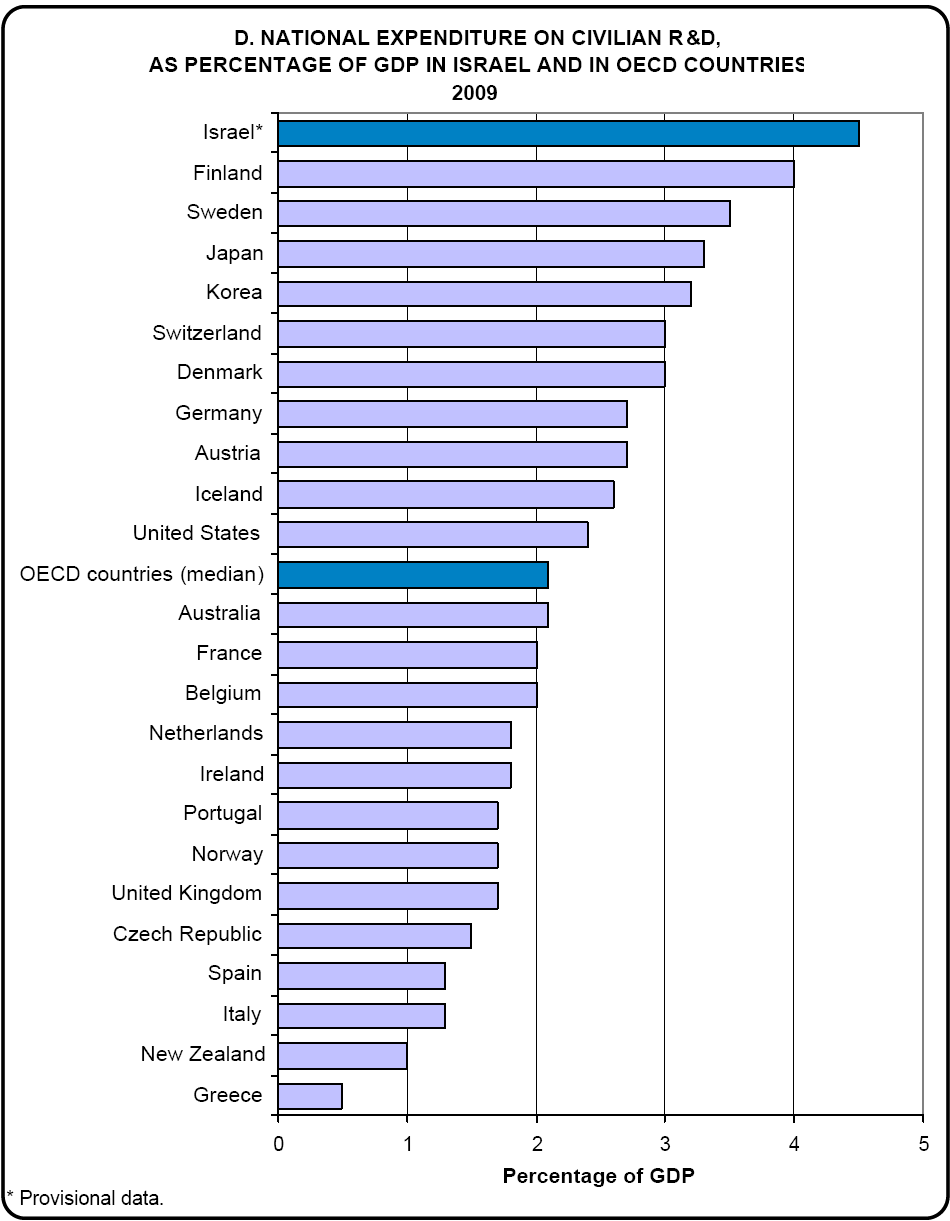 D. NATIONAL EXPENDITURE ON CIVILIAN R&D,
AS PERCENTAGE OF GDP IN ISRAEL AND IN OECD COUNTRIES
2009
Israel*
Finland
Sweden
Japan
Korea
Switzerland
Denmark
Germany
Austria
Iceland
United States
OECD countries (median)
Australia
France
Belgium
Netherlands
Ireland
Portugal
Norway
United Kingdom
Czech Republic
Spain
Italy
New Zealand
Greece
0 1 2 3 4 5
Percentage of GDP
* Provisional data.